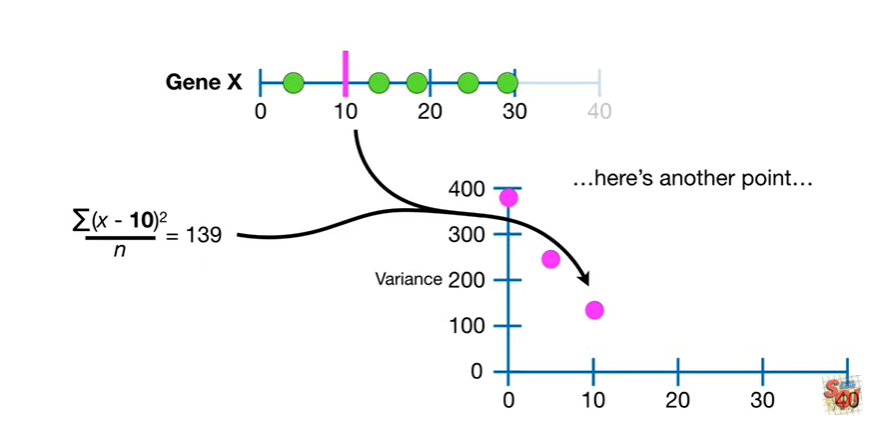 Gene X
0 10 20 30 40
…here's another point…
∑(x - 10)² / n = 139
400
300
Variance 200
100
0
0 10 20 30 40